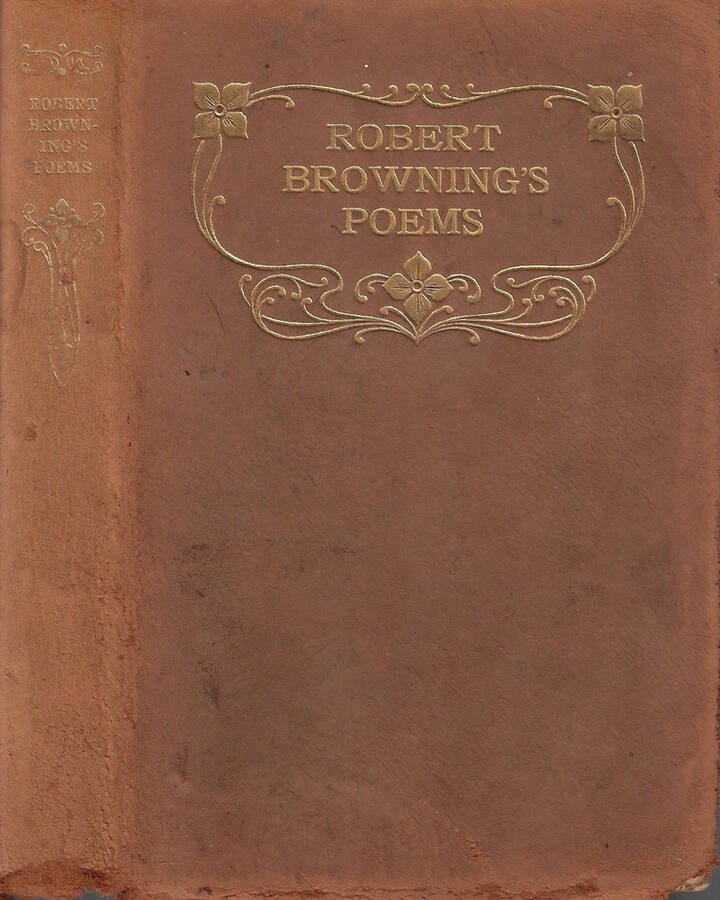 ROBERT
BROWN-
ING'S
POEMS
ROBERT
BROWNING'S
POEMS